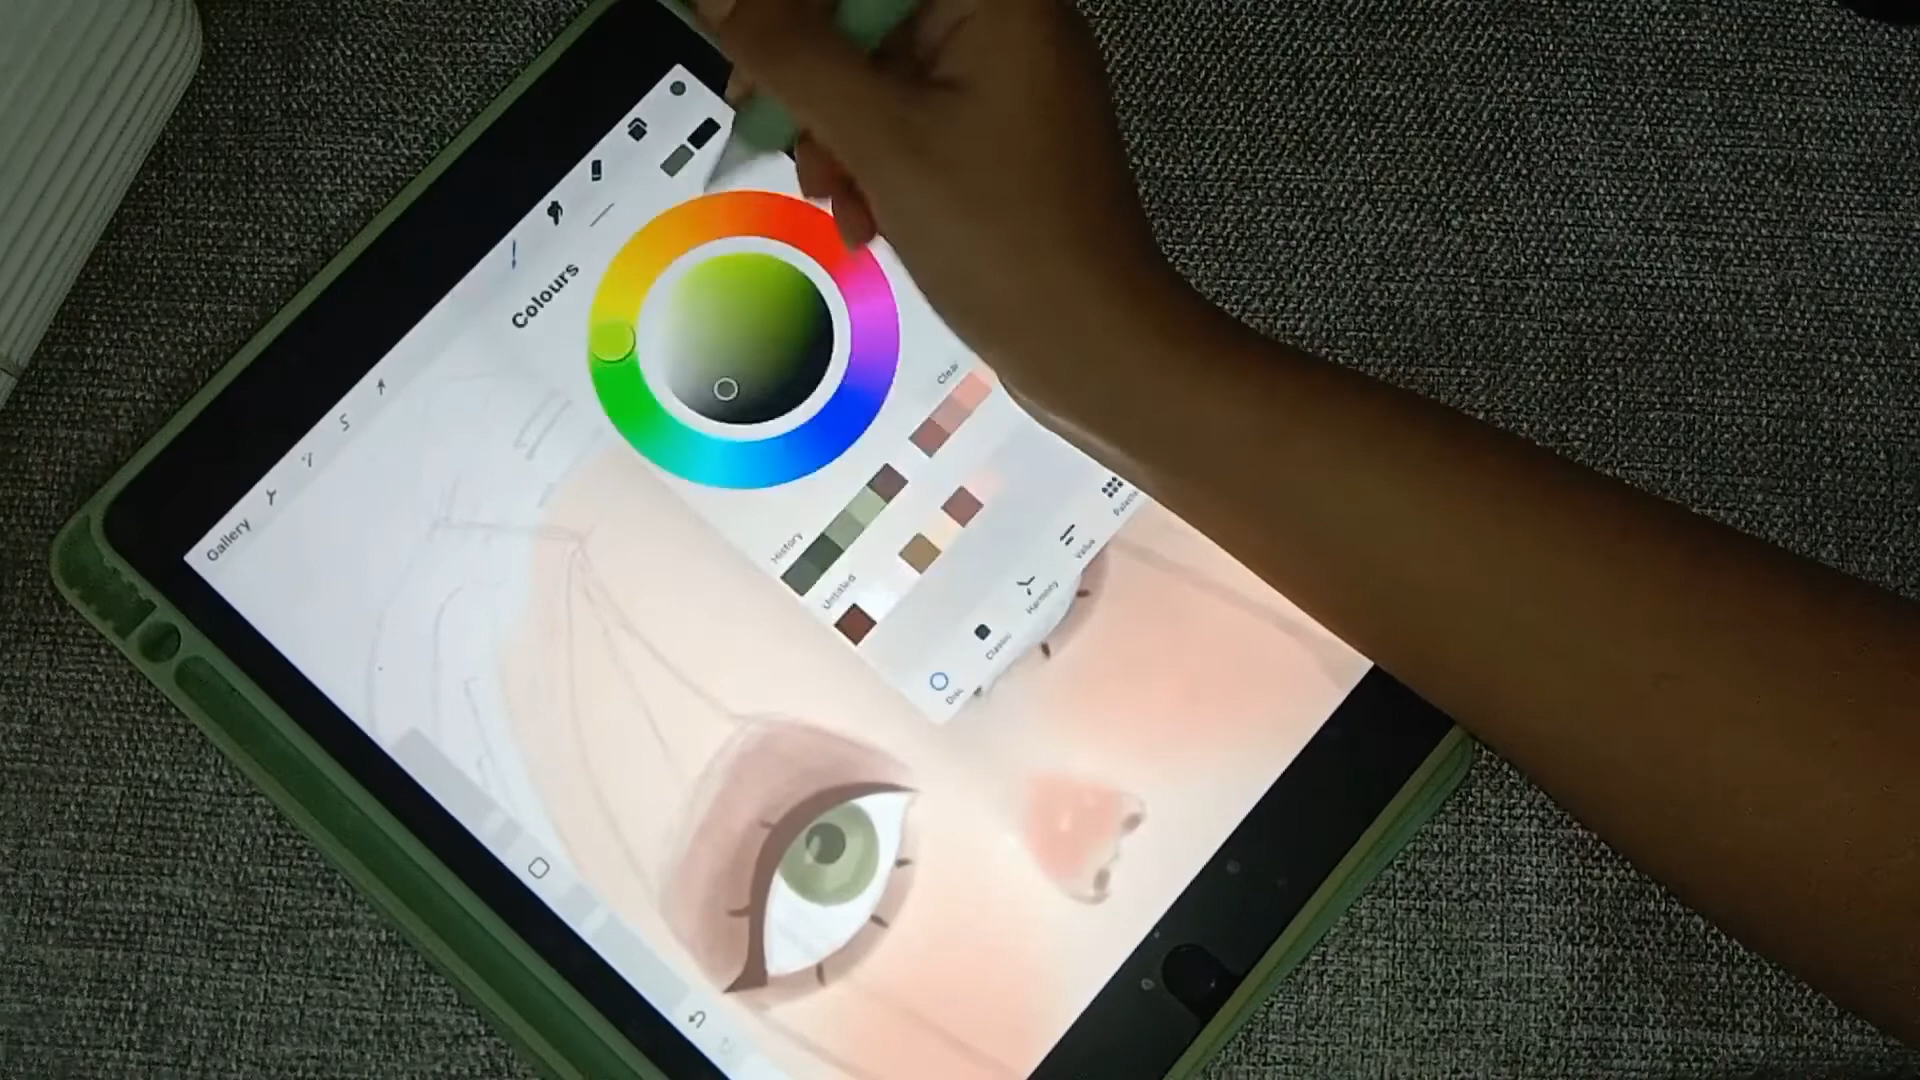 Gallery
Colours
Clear
History
Untitled
Disc
Classic
Harmony
Value
Palettes